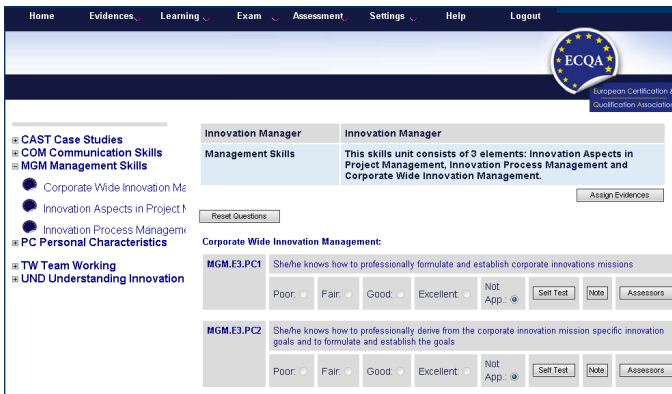 Home Evidences Learning Exam Assessment Settings Help Logout
ECQA
European Certification &
Qualification Association
CAST Case Studies
COM Communication Skills
MGM Management Skills
Corporate Wide Innovation Ma
Innovation Aspects in Project M
Innovation Process Manageme
PC Personal Characteristics
TW Team Working
UND Understanding Innovation
Innovation Manager Innovation Manager
Management Skills This skills unit consists of 3 elements: Innovation Aspects in
Project Management, Innovation Process Management and
Corporate Wide Innovation Management.
Assign Evidences
Reset Questions
Corporate Wide Innovation Management:
MGM.E3.PC1 She/he knows how to professionally formulate and establish corporate innovations missions
Poor: Fair: Good: Excellent: Not App.: Self Test Note Assessors
MGM.E3.PC2 She/he knows how to professionally derive from the corporate innovation mission specific innovation
goals and to formulate and establish the goals
Poor: Fair: Good: Excellent: Not App.: Self Test Note Assessors